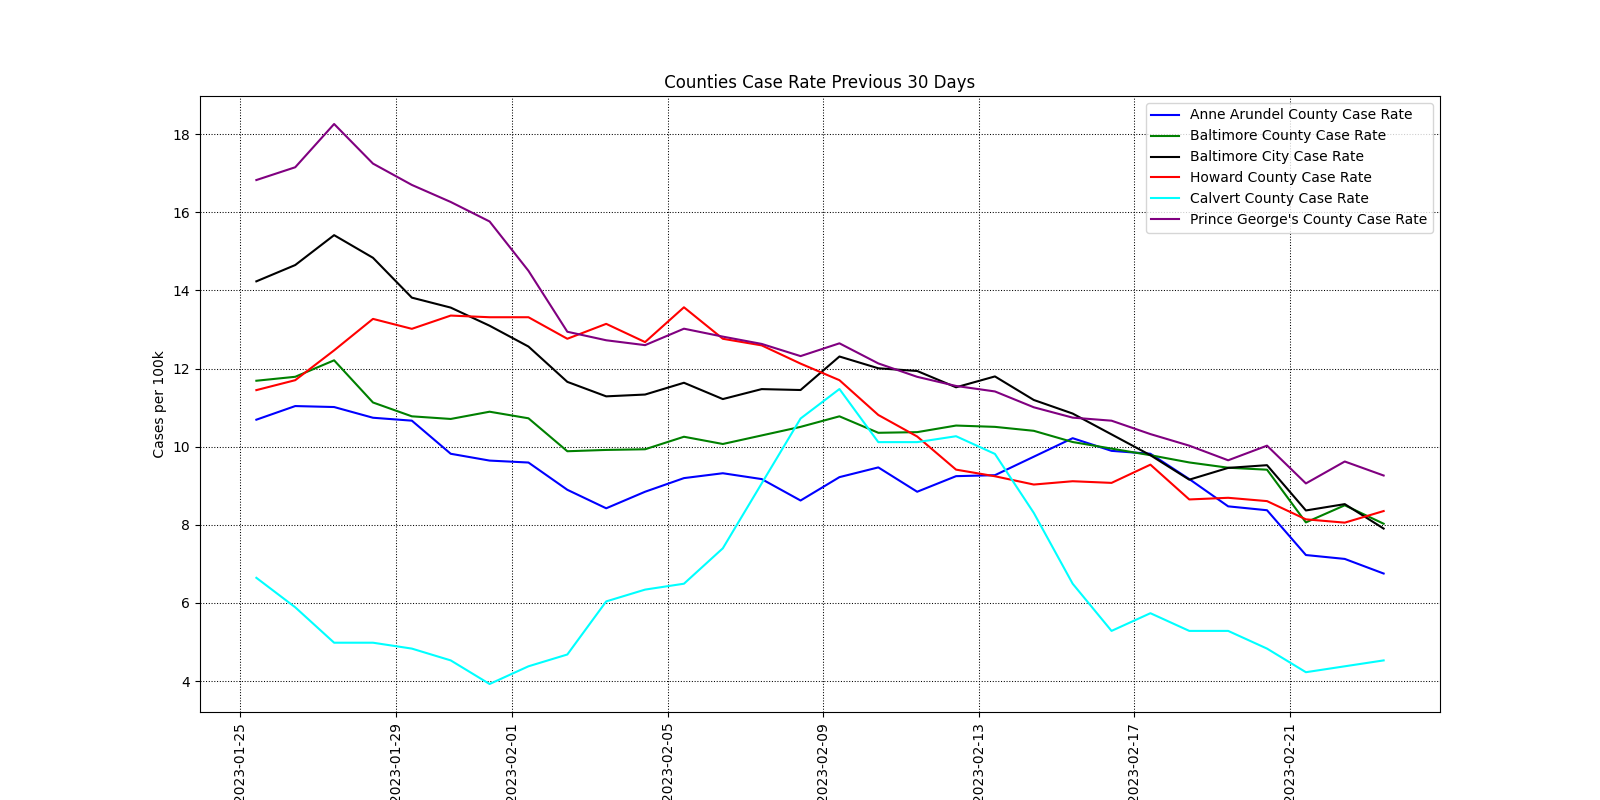 Counties Case Rate Previous 30 Days
Anne Arundel County Case Rate
Baltimore County Case Rate
Baltimore City Case Rate
Howard County Case Rate
Calvert County Case Rate
Prince George's County Case Rate
Cases per 100k
18
16
14
12
10
8
6
4
2023-01-25
2023-01-29
2023-02-01
2023-02-05
2023-02-09
2023-02-13
2023-02-17
2023-02-21